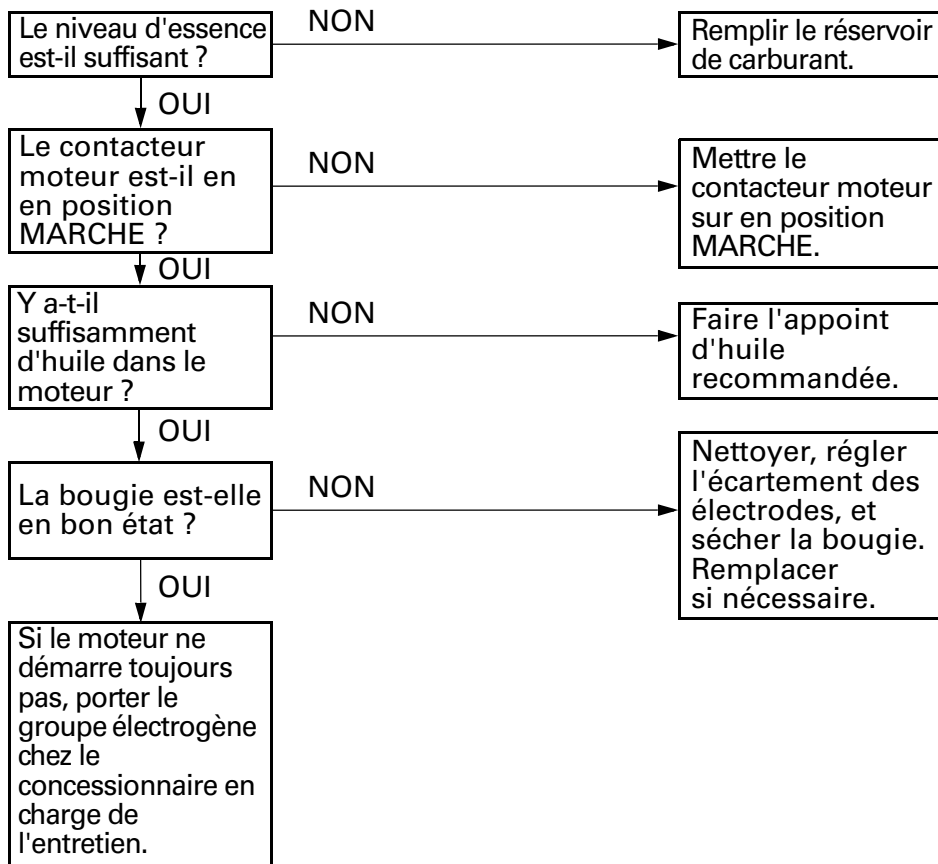 Le niveau d'essence
est-il suffisant ?
NON
Remplir le réservoir
de carburant.
OUI
Le contacteur
moteur est-il en
en position
MARCHE ?
NON
Mettre le
contacteur moteur
sur en position
MARCHE.
OUI
Y a-t-il
suffisamment
d'huile dans le
moteur ?
NON
Faire l'appoint
d'huile
recommandée.
OUI
La bougie est-elle
en bon état ?
NON
Nettoyer, régler
l'écartement des
électrodes, et
sécher la bougie.
Remplacer
si nécessaire.
OUI
Si le moteur ne
démarre toujours
pas, porter le
groupe électrogène
chez le
concessionnaire en
charge de
l'entretien.